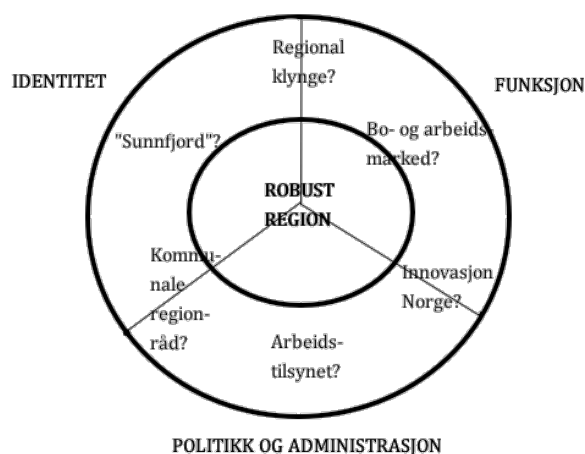 Regional
klynge?
IDENTITET
FUNKSJON
"Sunnfjord"?
Bo- og arbeids-
marked?
ROBUST
REGION
Kommu-
nale
region-
råd?
Innovasjon
Norge?
Arbeids-
tilsynet?
POLITIKK OG ADMINISTRASJON